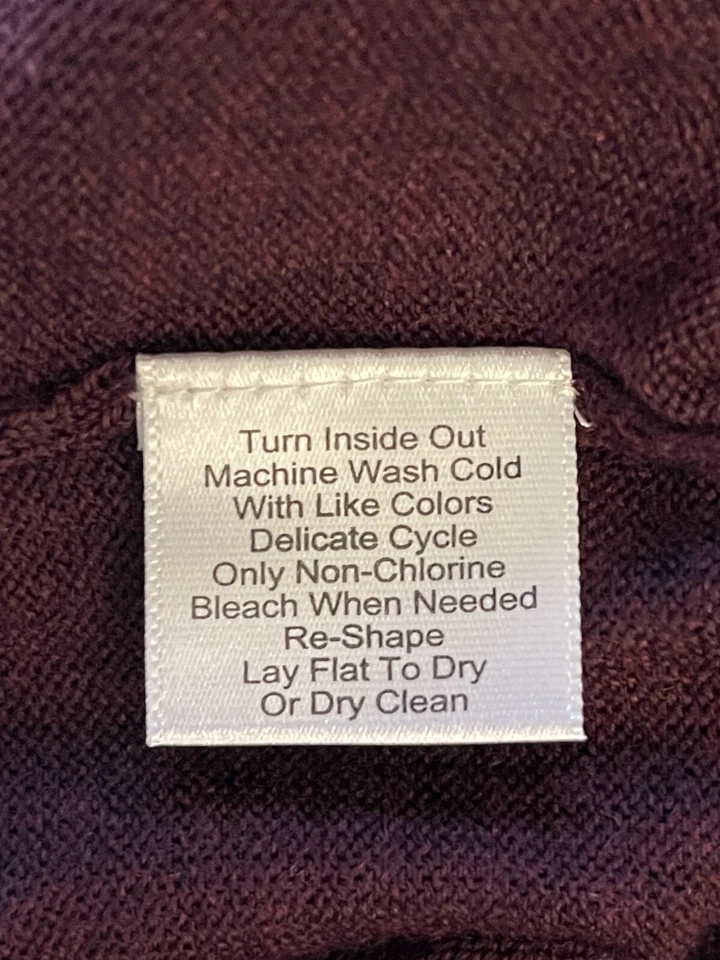 Turn Inside Out
Machine Wash Cold
With Like Colors
Delicate Cycle
Only Non-Chlorine
Bleach When Needed
Re-Shape
Lay Flat To Dry
Or Dry Clean